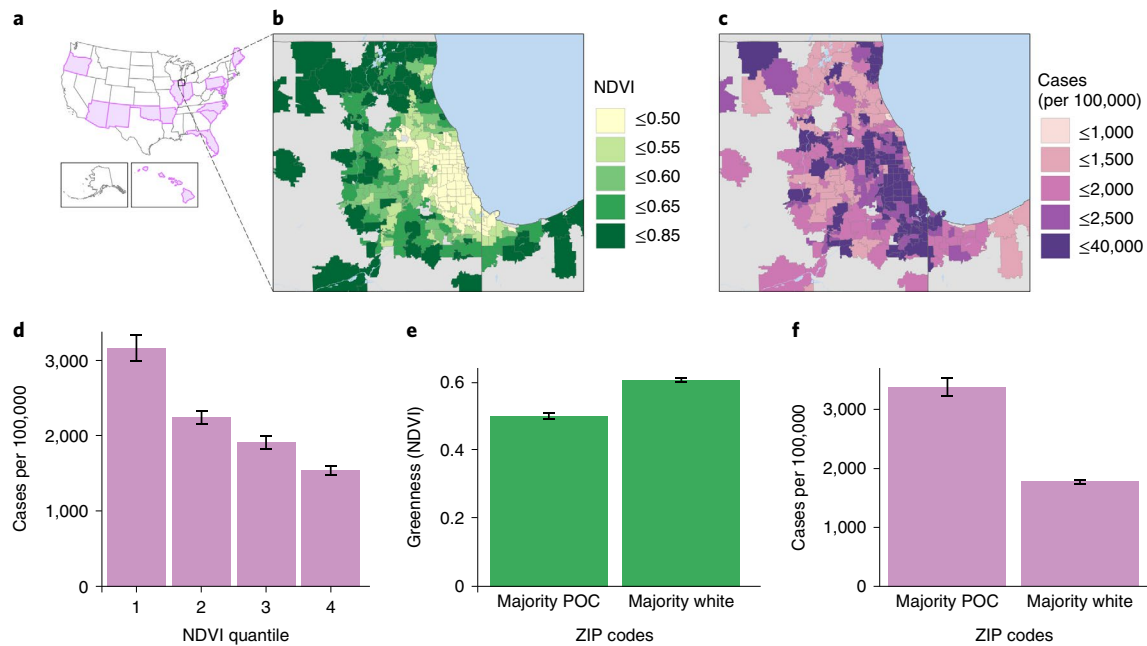 a
b
NDVI
≤0.50
≤0.55
≤0.60
≤0.65
≤0.85
c
Cases
(per 100,000)
≤1,000
≤1,500
≤2,000
≤2,500
≤40,000
d
Cases per 100,000
3,000
2,000
1,000
0
1 2 3 4
NDVI quantile
e
Greenness (NDVI)
0.6
0.4
0.2
0
Majority POC Majority white
ZIP codes
f
Cases per 100,000
3,000
2,000
1,000
0
Majority POC Majority white
ZIP codes